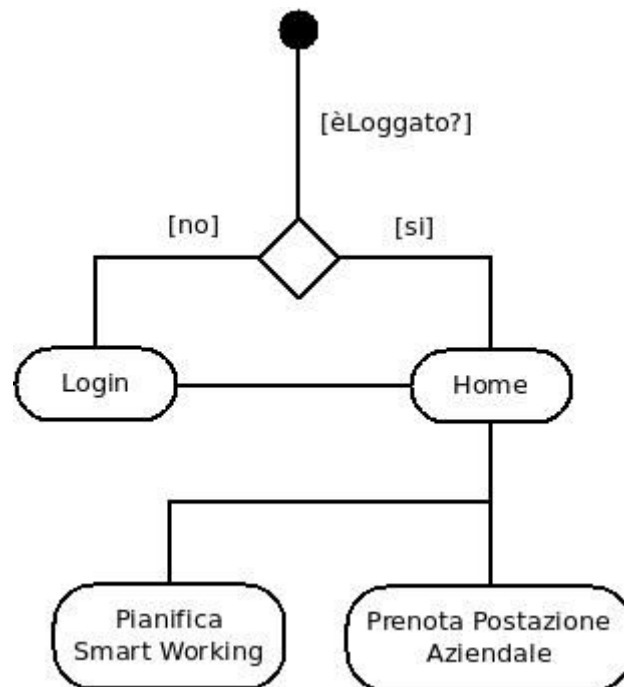 [èLoggato?]
[no]
[si]
Login
Home
Pianifica
Smart Working
Prenota Postazione
Aziendale